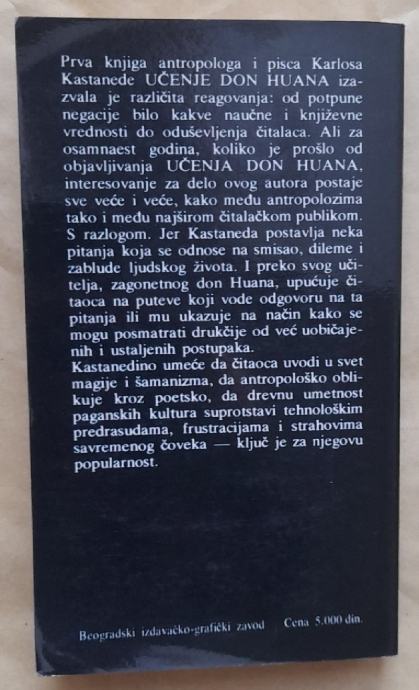 Prva knjiga antropologa i pisca Karlosa
Kastanede UČENJE DON HUANA iza-
zvala je različita reagovanja: od potpune
negacije bilo kakve naučne i književne
vrednosti do oduševljenja čitalaca. Ali za
osamnaest godina, koliko je prošlo od
objavljivanja UČENJA DON HUANA,
interesovanje za delo ovog autora postaje
sve veće i veće, kako među antropolozima
tako i među najširom čitalačkom publikom.
S razlogom. Jer Kastaneda postavlja neka
pitanja koja se odnose na smisao, dileme i
zablude ljudskog života. I preko svog uči-
telja, zagonetnog don Huana, upućuje či-
taoca na puteve koji vode odgovoru na ta
pitanja ili mu ukazuje na način kako se
mogu posmatrati drukčije od već uobičaje-
nih i ustaljenih postupaka.
Kastanedino umeće da čitaoca uvodi u svet
magije i šamanizma, da antropološko obli-
kuje kroz poetsko, da drevnu umetnost
paganskih kultura suprotstavi tehnološkim
predrasudama, frustracijama i strahovima
savremenog čoveka — ključ je za njegovu
popularnost.
Beogradski izdavačko-grafički zavod Cena 5.000 din.